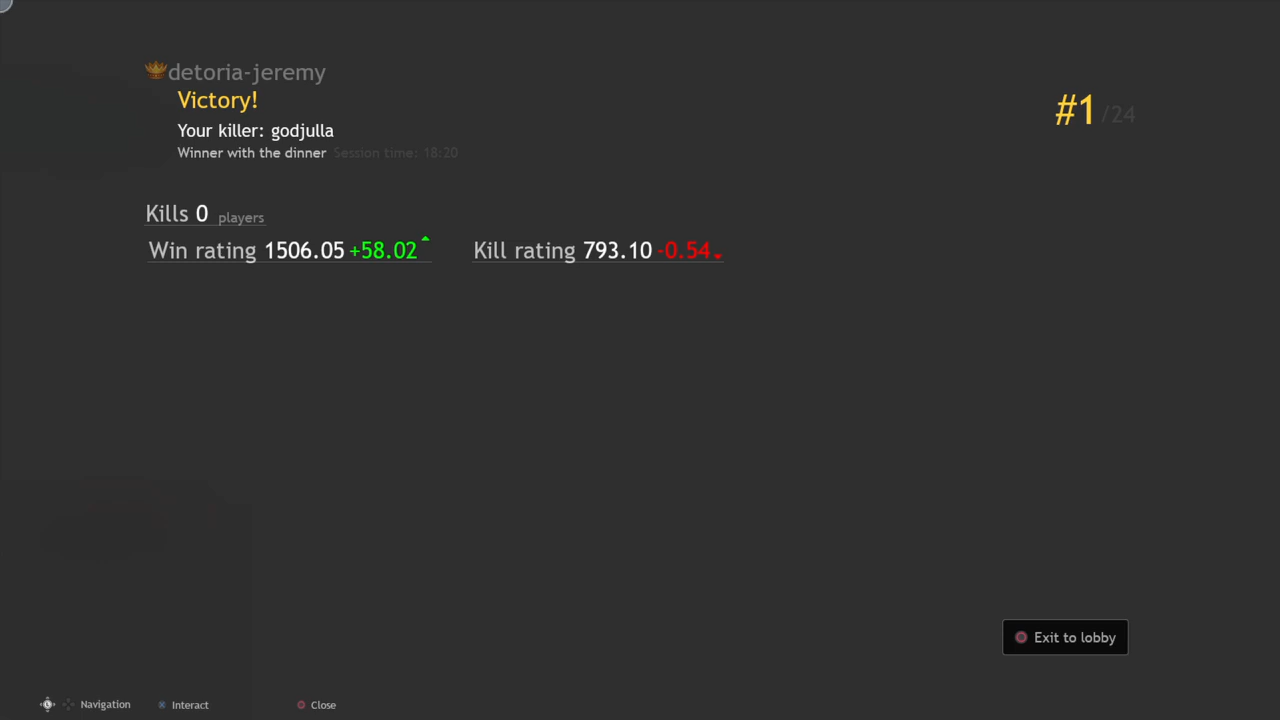 detoria-jeremy
Victory!
#1/24
Your killer: godjulla
Winner with the dinner Session time: 18:20
Kills 0 players
Win rating 1506.05 +58.02 Kill rating 793.10 -0.54
Exit to lobby
L Navigation Interact Close